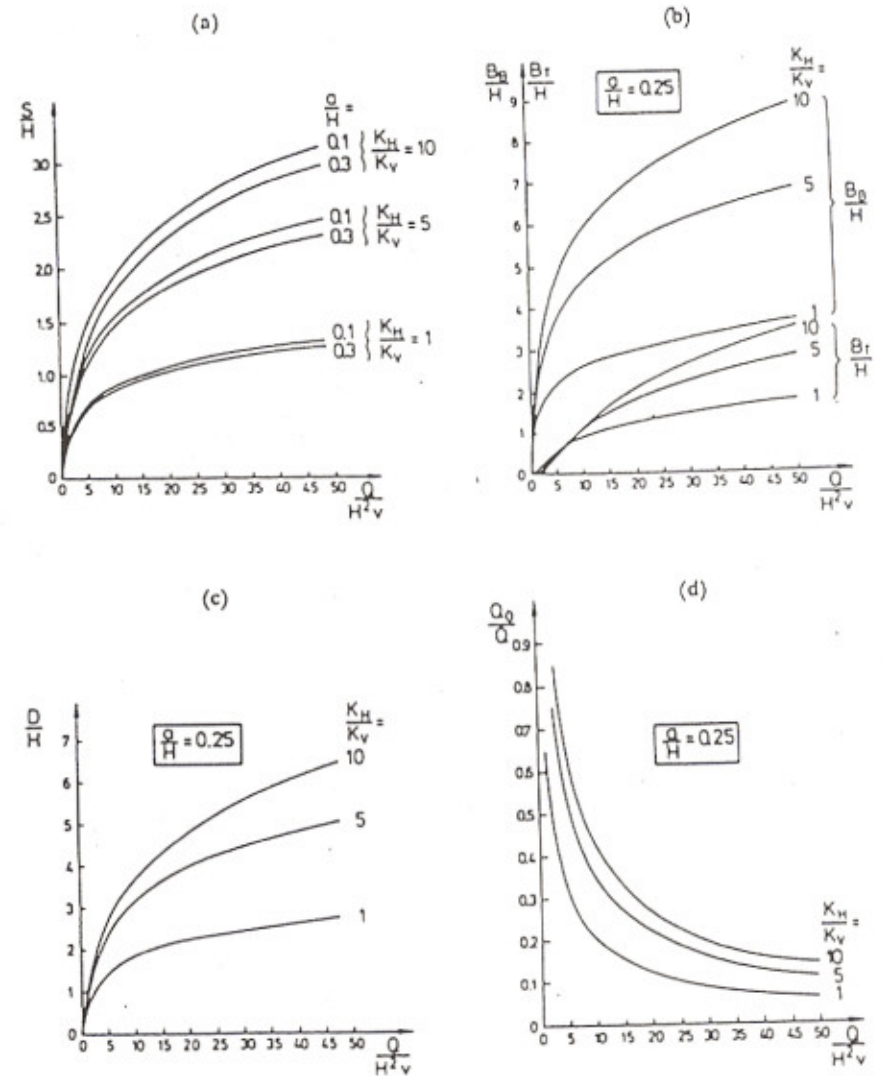 (a)
S/H
a/H =
0.1 } K_H/K_V = 10
0.3
0.1 } K_H/K_V = 5
0.3
0.1 } K_H/K_V = 1
0.3
3.0
2.5
2.0
1.5
1.0
0.5
0
0 5 10 15 20 25 30 35 40 45 50
Q/H²v
(b)
B_B/H B_T/H
a/H = 0.25
K_H/K_V =
10
5
1
B_B/H
10
5
1
B_T/H
9
8
7
6
5
4
3
2
1
0
0 5 10 15 20 25 30 35 40 45 50
Q/H²v
(c)
D/H
a/H = 0.25
K_H/K_V =
10
5
1
7
6
5
4
3
2
1
0
0 5 10 15 20 25 30 35 40 45 50
Q/H²v
(d)
Q_0/Q
a/H = 0.25
K_H/K_V =
10
5
1
0.9
0.8
0.7
0.6
0.5
0.4
0.3
0.2
0.1
0
0 5 10 15 20 25 30 35 40 45 50
Q/H²v